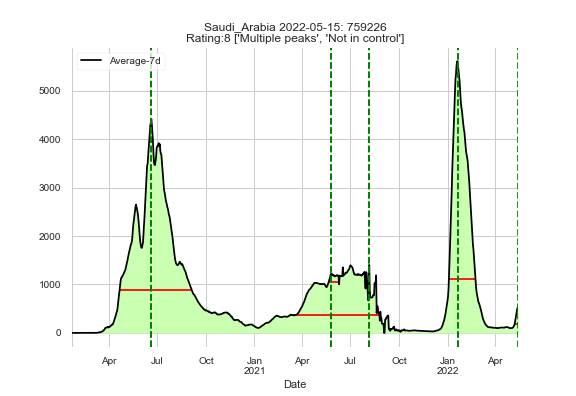 Saudi_Arabia 2022-05-15: 759226
Rating:8 ['Multiple peaks', 'Not in control']
Average-7d
5000
4000
3000
2000
1000
0
Apr Jul Oct Jan Apr Jul Oct Jan Apr
2021 2022
Date